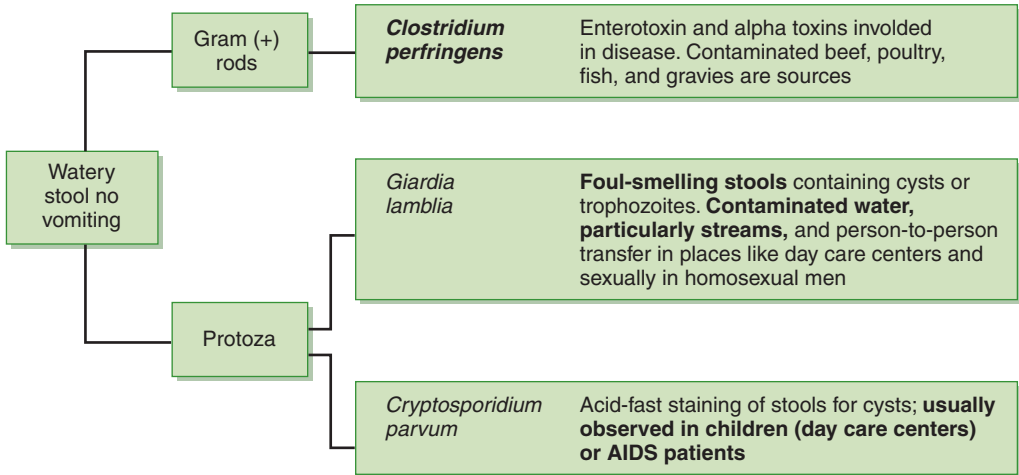 Gram (+)
rods
Clostridium
perfringens
Enterotoxin and alpha toxins involded
in disease. Contaminated beef, poultry,
fish, and gravies are sources
Watery
stool no
vomiting
Giardia
lamblia
Foul-smelling stools containing cysts or
trophozoites. Contaminated water,
particularly streams, and person-to-person
transfer in places like day care centers and
sexually in homosexual men
Protoza
Cryptosporidium
parvum
Acid-fast staining of stools for cysts; usually
observed in children (day care centers)
or AIDS patients